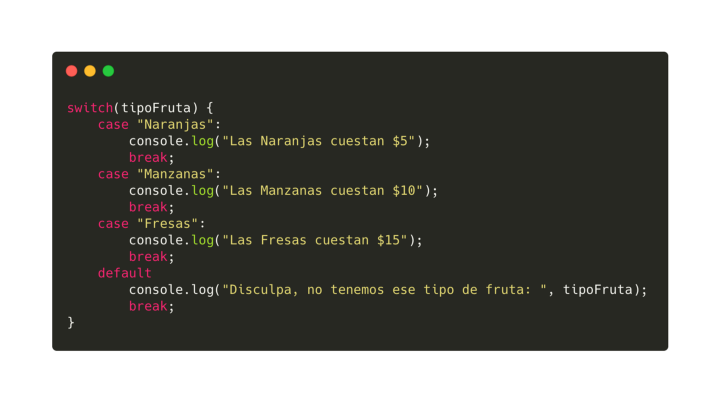 switch(tipoFruta) {
    case "Naranjas":
        console.log("Las Naranjas cuestan $5");
        break;
    case "Manzanas":
        console.log("Las Manzanas cuestan $10");
        break;
    case "Fresas":
        console.log("Las Fresas cuestan $15");
        break;
    default
        console.log("Disculpa, no tenemos ese tipo de fruta: ", tipoFruta);
        break;
}